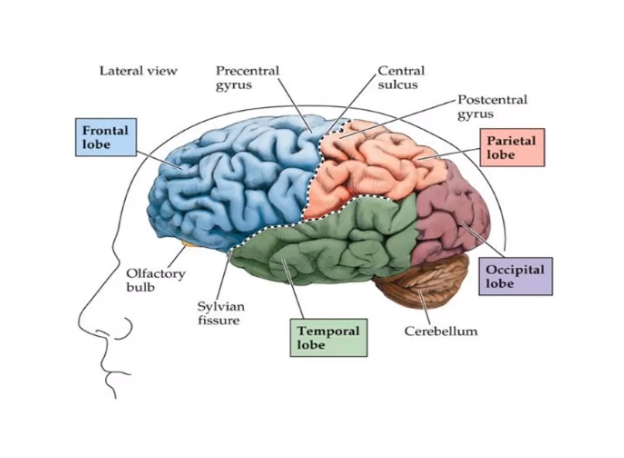 Lateral view
Precentral
gyrus
Central
sulcus
Postcentral
gyrus
Frontal
lobe
Parietal
lobe
Olfactory
bulb
Occipital
lobe
Sylvian
fissure
Temporal
lobe
Cerebellum